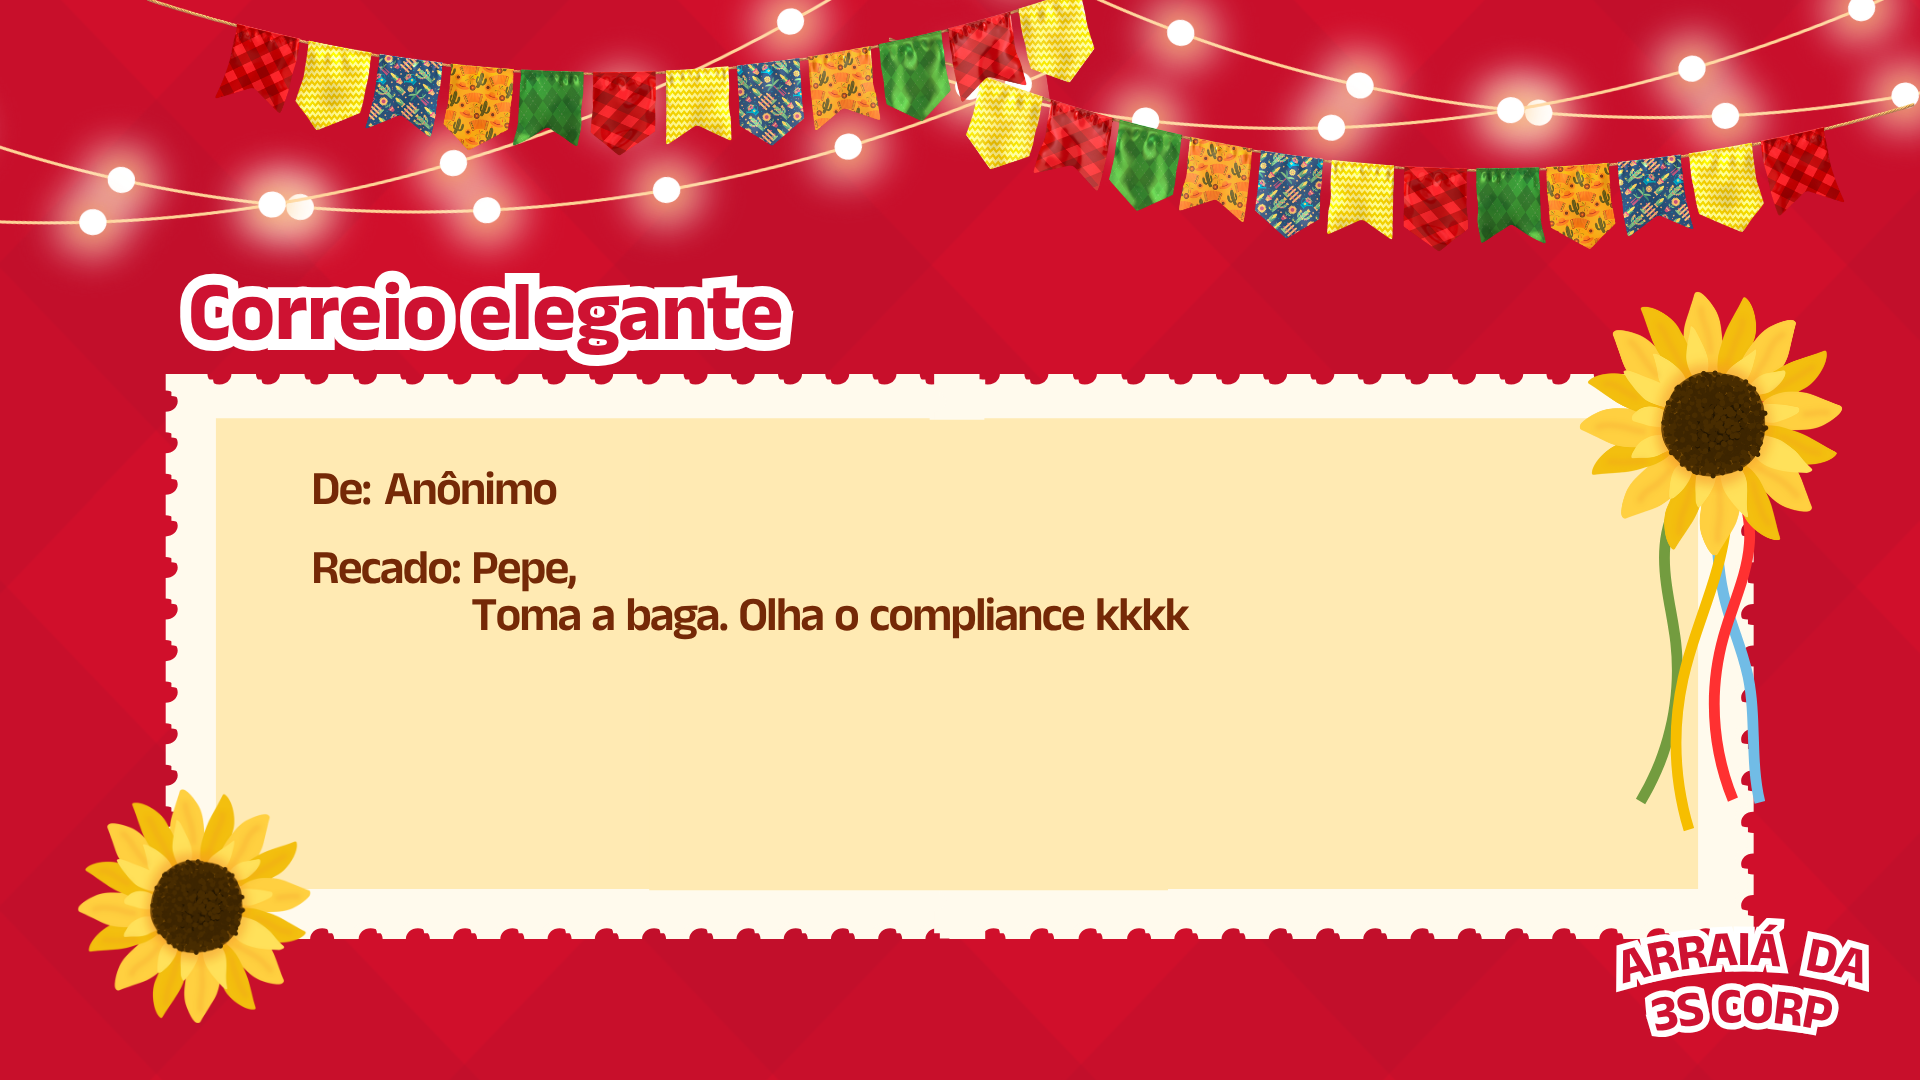 Correio elegante
De: Anônimo
Recado: Pepe,
Toma a baga. Olha o compliance kkkk
ARRAIÁ DA
3S CORP